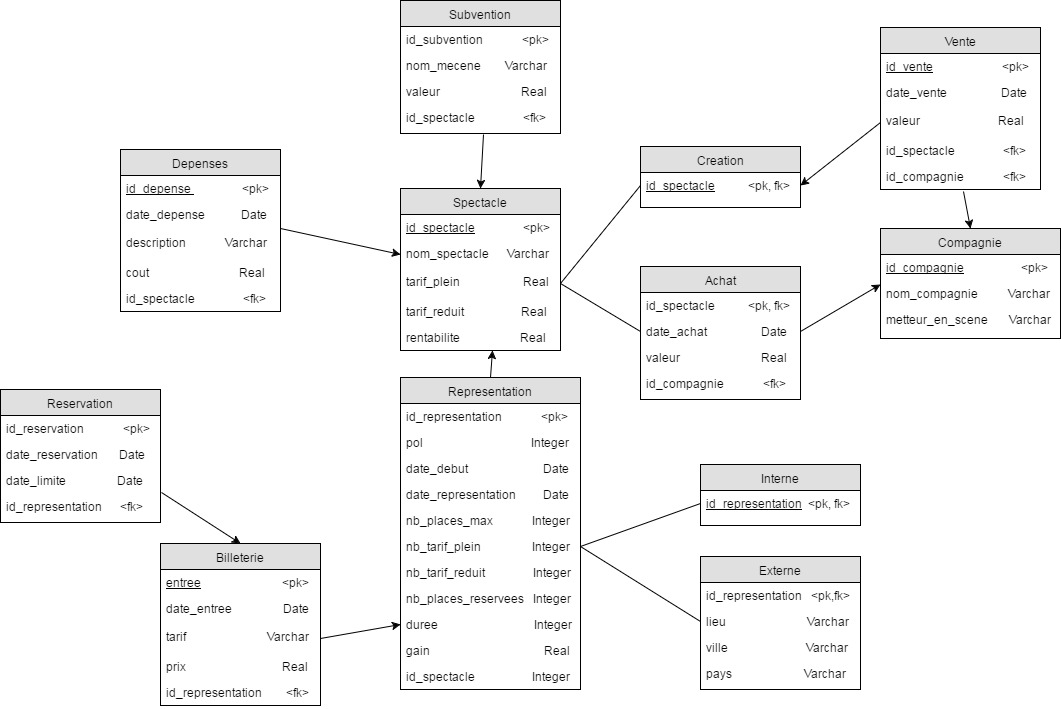 Subvention
id_subvention <pk>
nom_mecene Varchar
valeur Real
id_spectacle <fk>
Vente
id_vente <pk>
date_vente Date
valeur Real
id_spectacle <fk>
id_compagnie <fk>
Depenses
id_depense <pk>
date_depense Date
description Varchar
cout Real
id_spectacle <fk>
Spectacle
id_spectacle <pk>
nom_spectacle Varchar
tarif_plein Real
tarif_reduit Real
rentabilite Real
Creation
id_spectacle <pk, fk>
Compagnie
id_compagnie <pk>
nom_compagnie Varchar
metteur_en_scene Varchar
Achat
id_spectacle <pk, fk>
date_achat Date
valeur Real
id_compagnie <fk>
Reservation
id_reservation <pk>
date_reservation Date
date_limite Date
id_representation <fk>
Representation
id_representation <pk>
pol Integer
date_debut Date
date_representation Date
nb_places_max Integer
nb_tarif_plein Integer
nb_tarif_reduit Integer
nb_places_reservees Integer
duree Integer
gain Real
id_spectacle Integer
Interne
id_representation <pk, fk>
Billeterie
entree <pk>
date_entree Date
tarif Varchar
prix Real
id_representation <fk>
Externe
id_representation <pk,fk>
lieu Varchar
ville Varchar
pays Varchar